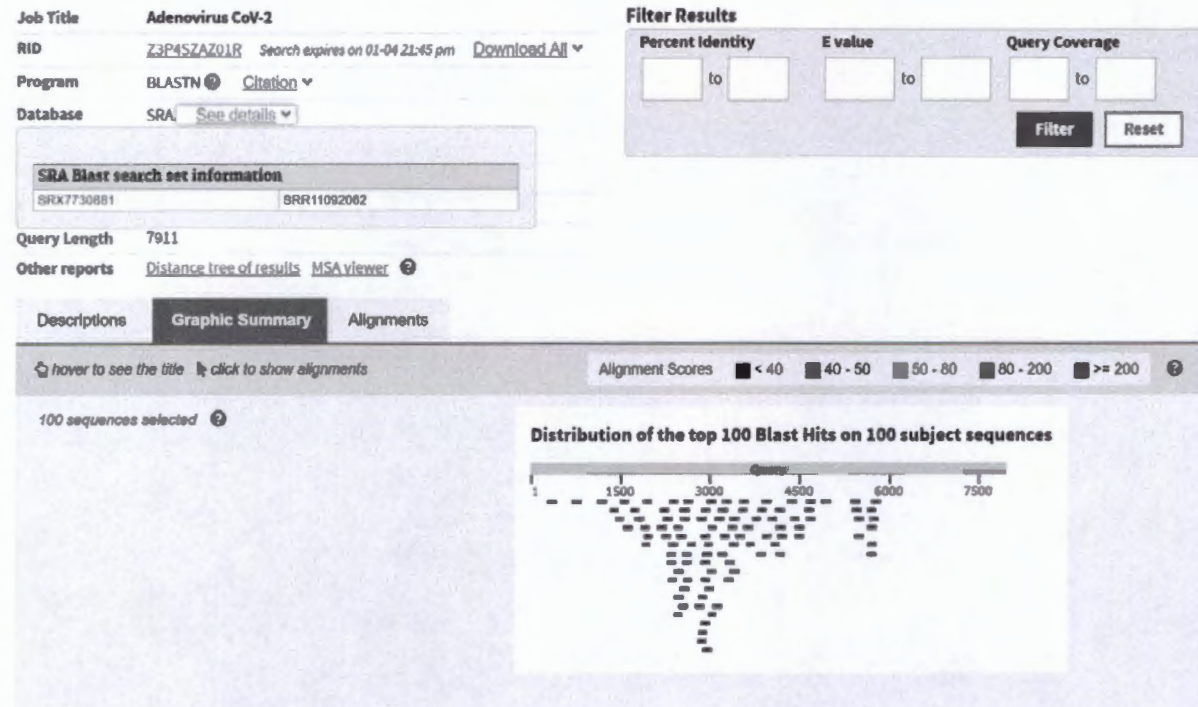 Job Title Adenovirus CoV-2
RID Z3P4SZAZ01R Search expires on 01-04 21:45 pm Download All
Program BLASTN Citation
Database SRA See details
SRA Blast search set information
SRX7730881 SRR11092062
Query Length 7911
Other reports Distance tree of results MSA viewer
Filter Results
Percent Identity E value Query Coverage
to to to
Filter Reset
Descriptions Graphic Summary Alignments
hover to see the title click to show alignments Alignment Scores < 40 40 - 50 50 - 80 80 - 200 >= 200
100 sequences selected
Distribution of the top 100 Blast Hits on 100 subject sequences
Query
1 1500 3000 4500 6000 7500